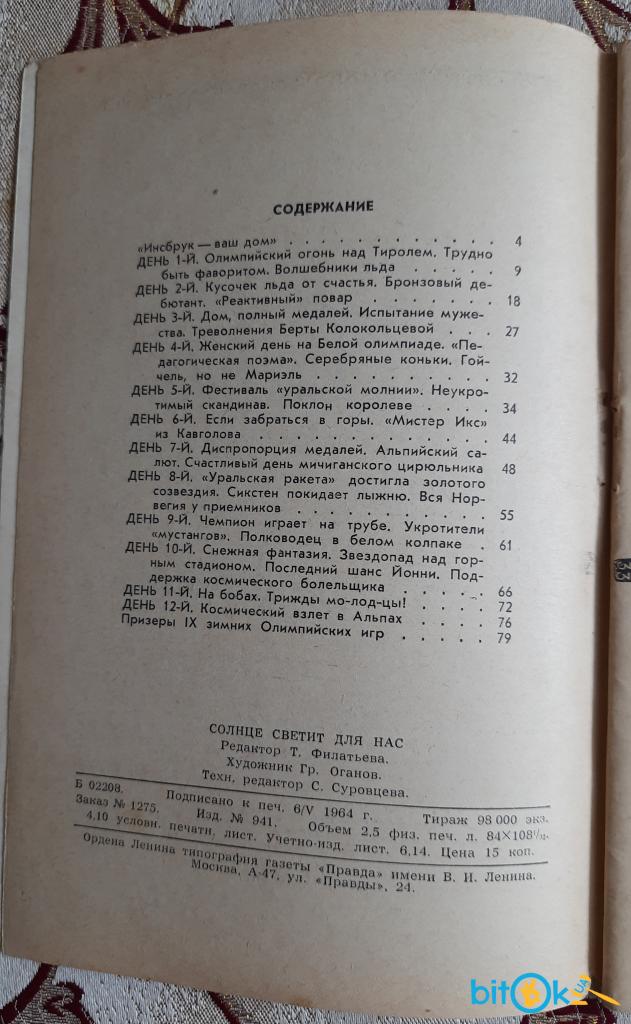 СОДЕРЖАНИЕ
«Инсбрук — ваш дом» . . . . . . . . . . . . 4
ДЕНЬ 1-Й. Олимпийский огонь над Тиролем. Трудно
быть фаворитом. Волшебники льда . . . . . 9
ДЕНЬ 2-Й. Кусочек льда от счастья. Бронзовый де-
бютант. «Реактивный» повар . . . . . . . 18
ДЕНЬ 3-Й. Дом, полный медалей. Испытание муже-
ства. Треволнения Берты Колокольцевой . . . 27
ДЕНЬ 4-Й. Женский день на Белой олимпиаде. «Пе-
дагогическая поэма». Серебряные коньки. Гой-
чель, но не Мариэль . . . . . . . . . . 32
ДЕНЬ 5-Й. Фестиваль «уральской молнии». Неукро-
тимый скандинав. Поклон королеве . . . . 34
ДЕНЬ 6-Й. Если забраться в горы. «Мистер Икс»
из Кавголова . . . . . . . . . . . . . 44
ДЕНЬ 7-Й. Диспропорция медалей. Альпийский са-
лют. Счастливый день мичиганского цирюльника 48
ДЕНЬ 8-Й. «Уральская ракета» достигла золотого
созвездия. Сикстен покидает лыжню. Вся Нор-
вегия у приемников . . . . . . . . . . . 55
ДЕНЬ 9-Й. Чемпион играет на трубе. Укротители
«мустангов». Полководец в белом колпаке . 61
ДЕНЬ 10-Й. Снежная фантазия. Звездопад над гор-
ным стадионом. Последний шанс Йонни. Под-
держка космического болельщика . . . . . 66
ДЕНЬ 11-Й. На бобах. Трижды мо-лод-цы! . . . . 72
ДЕНЬ 12-Й. Космический взлет в Альпах . . . . 76
Призеры IX зимних Олимпийских игр . . . . . 79
СОЛНЦЕ СВЕТИТ ДЛЯ НАС
Редактор Т. Филатьева.
Художник Гр. Оганов.
Техн, редактор С. Суровцева.
Б 02208. Подписано к печ. 6/V 1964 г. Тираж 98 000 экз.
Заказ № 1275. Изд. № 941. Объем 2,5 физ. печ. л. 84×108¹/₃₂.
4,10 условн. печатн, лист. Учетно-изд. лист. 6,14. Цена 15 коп.
Ордена Ленина типография газеты «Правда» имени В. И. Ленина.
Москва, А-47, ул. «Правды», 24.
33
bitOk.UA